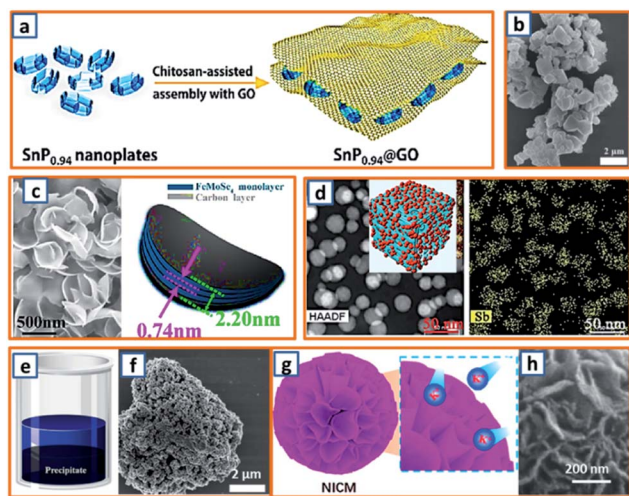 a
SnP0.94 nanoplates
Chitosan-assisted
assembly with GO
SnP0.94@GO
b
2 μm
c
500nm
FeMoSe4 monolayer
Carbon layer
0.74nm
2.20nm
d
HAADF
50 nm
Sb
50 nm
e
Precipitate
f
2 μm
g
NICM
h
200 nm